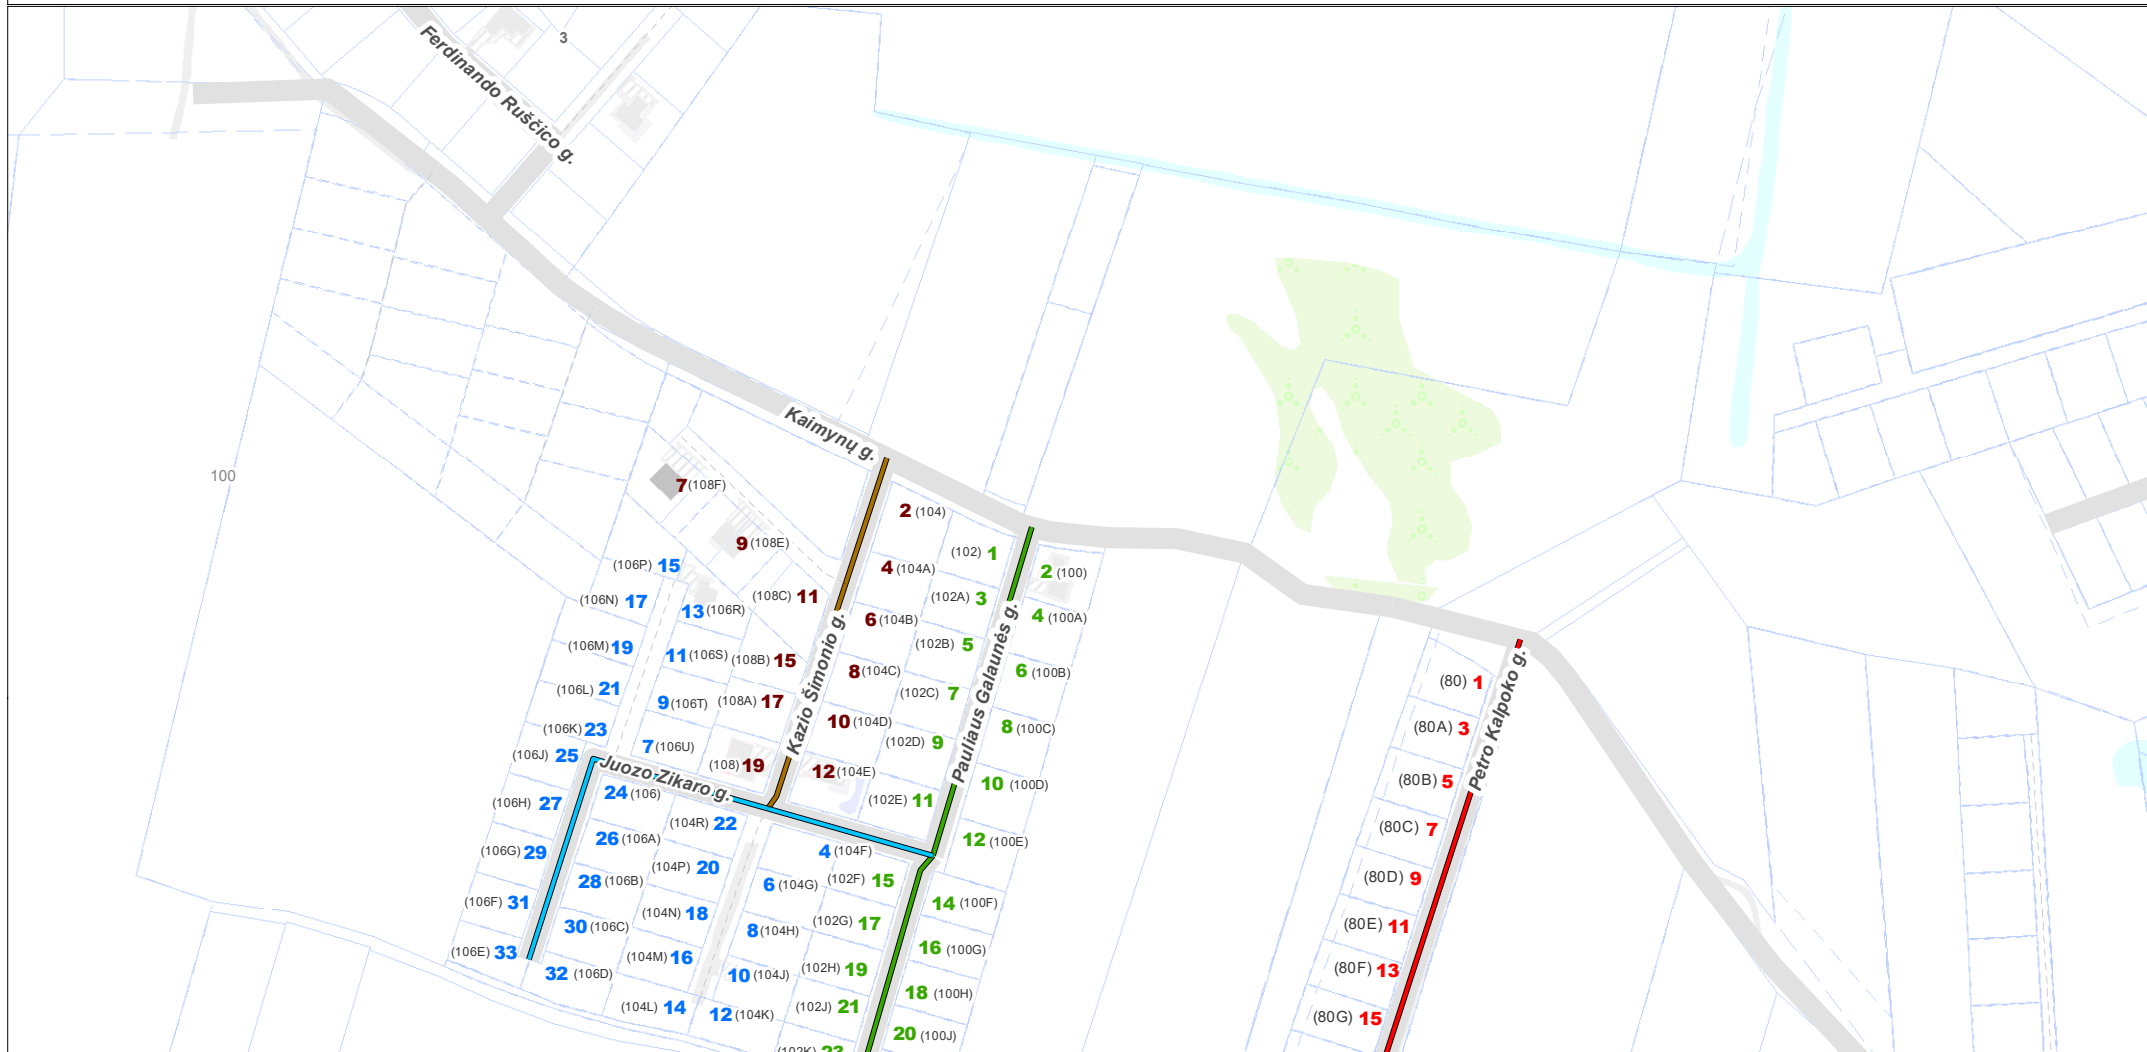 3
Ferdinando Ruščico g.
100
Kaimynų g.
7 (108F)
2 (104)
9 (108E)
(102) 1
(106P) 15
4 (104A)
2 (100)
(108C) 11
(102A) 3
(106N) 17
13 (106R)
6 (104B)
4 (100A)
(106M) 19
11 (106S)
(108B) 15
(102B) 5
8 (104C)
6 (100B)
(80) 1
(106L) 21
9 (106T)
(108A) 17
(102C) 7
Kazio Šimonio g.
Pauliaus Galaunės g.
Petro Kalpoko g.
(106K) 23
10 (104D)
8 (100C)
(80A) 3
(106J) 25
7 (106U)
(102D) 9
(108) 19
12 (104E)
Juozo Zikaro g.
10 (100D)
(80B) 5
(106H) 27
24 (106)
(102E) 11
(104R) 22
(80C) 7
26 (106A)
12 (100E)
(106G) 29
4 (104F)
(104P) 20
(102F) 15
28 (106B)
6 (104G)
(80D) 9
(106F) 31
14 (100F)
(104N) 18
(102G) 17
30 (106C)
8 (104H)
(80E) 11
(106E) 33
16 (100G)
(104M) 16
(102H) 19
32 (106D)
10 (104J)
(80F) 13
18 (100H)
(104L) 14
12 (104K)
(102J) 21
(80G) 15
20 (100J)
(102K) 23